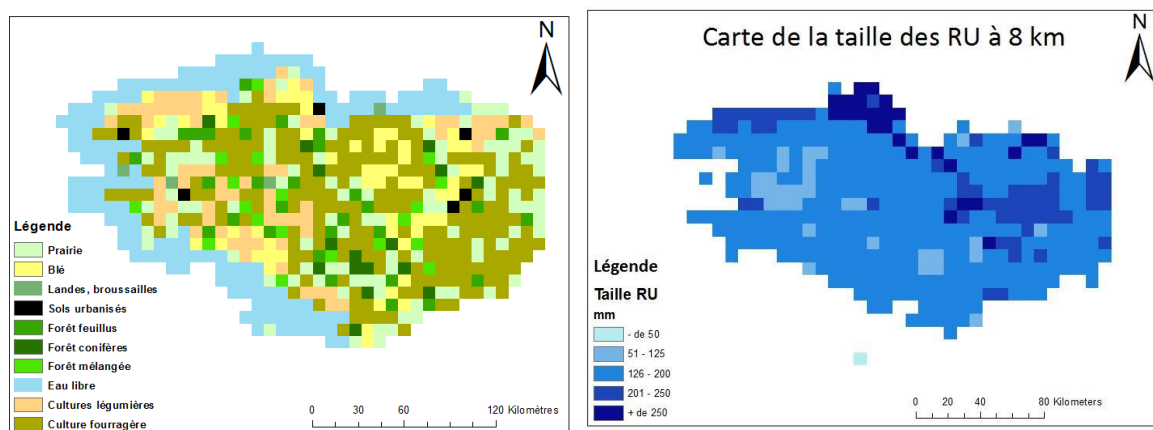 N
Légende
Prairie
Blé
Landes, broussailles
Sols urbanisés
Forêt feuillus
Forêt conifères
Forêt mélangée
Eau libre
Cultures légumières
Culture fourragère
0 30 60 120 Kilomètres
Carte de la taille des RU à 8 km
N
Légende
Taille RU
mm
- de 50
51 - 125
126 - 200
201 - 250
+ de 250
0 20 40 80 Kilometers